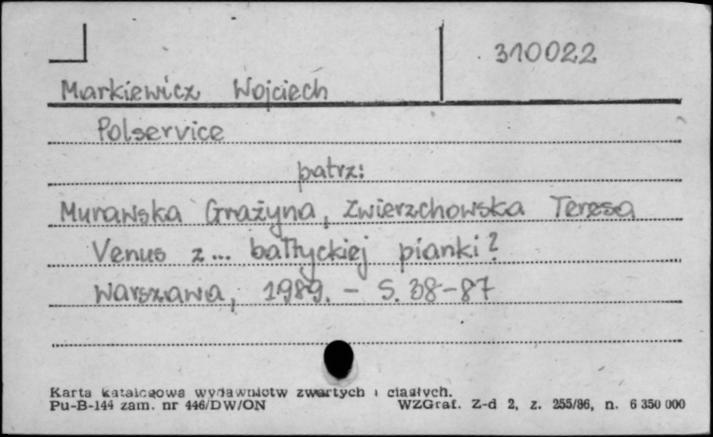 310022
Markiewicz Wojciech
Polservice
patrz:
Murawska Grażyna, Zwierzchowska Teresa
Venus z... bałtyckiej pianki?
Warszawa, 1989. - S. 38-87
Karta katalogowa wydawnictw zwartych i ciągłych.
Pu-B-144 zam. nr 446/DW/ON WZGraf. Z-d 2, z. 255/86, n. 6 350 000